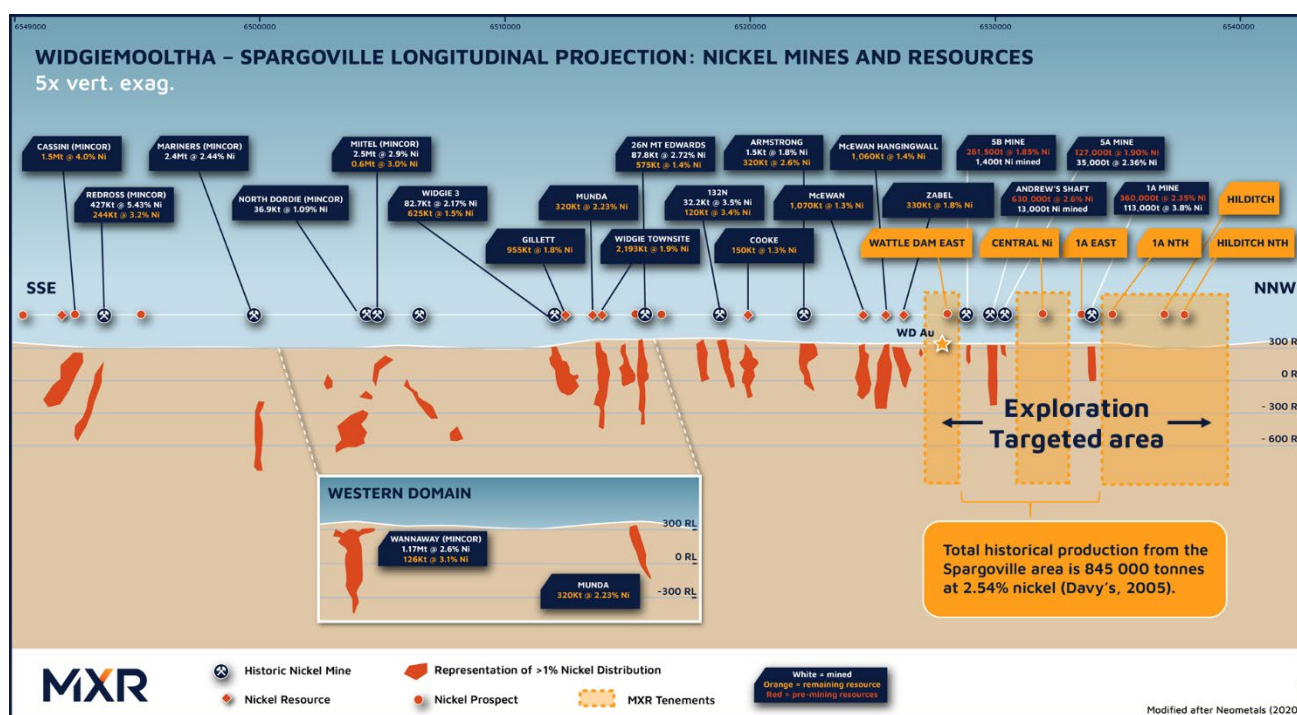 6549000
6500000
6510000
6520000
6530000
6540000
WIDGIEMOOLTHA – SPARGOVILLE LONGITUDINAL PROJECTION: NICKEL MINES AND RESOURCES
5x vert. exag.
CASSINI (MINCOR)
1.5Mt @ 4.0% Ni
REDROSS (MINCOR)
427Kt @ 5.43% Ni
244Kt @ 3.2% Ni
MARINERS (MINCOR)
2.4Mt @ 2.44% Ni
NORTH DORDIE (MINCOR)
36.9Kt @ 1.09% Ni
MIITEL (MINCOR)
2.5Mt @ 2.9% Ni
0.6Mt @ 3.0% Ni
WIDGIE 3
82.7Kt @ 2.17% Ni
625Kt @ 1.5% Ni
GILLETT
955Kt @ 1.8% Ni
MUNDA
320Kt @ 2.23% Ni
26N MT EDWARDS
87.8Kt @ 2.72% Ni
575Kt @ 1.4% Ni
WIDGIE TOWNSITE
2,193Kt @ 1.9% Ni
132N
32.2Kt @ 3.5% Ni
120Kt @ 3.4% Ni
ARMSTRONG
1.5Kt @ 1.8% Ni
320Kt @ 2.6% Ni
COOKE
150Kt @ 1.3% Ni
McEWAN
1,070Kt @ 1.3% Ni
McEWAN HANGINGWALL
1,060Kt @ 1.4% Ni
ZABEL
330Kt @ 1.8% Ni
5B MINE
261,500t @ 1.85% Ni
1,400t Ni mined
ANDREW'S SHAFT
630,000t @ 2.6% Ni
13,000t Ni mined
5A MINE
127,000t @ 1.90% Ni
35,000t @ 2.36% Ni
1A MINE
360,000t @ 2.35% Ni
113,000t @ 3.8% Ni
HILDITCH
WATTLE DAM EAST
CENTRAL Ni
1A EAST
1A NTH
HILDITCH NTH
SSE
NNW
WD Au
300 R
0 R
- 300 R
- 600 R
Exploration
Targeted area
WESTERN DOMAIN
WANNAWAY (MINCOR)
1.17Mt @ 2.6% Ni
126Kt @ 3.1% Ni
MUNDA
320Kt @ 2.23% Ni
300 RL
0 RL
-300 RL
Total historical production from the
Spargoville area is 845 000 tonnes
at 2.54% nickel (Davy's, 2005).
MXR
Historic Nickel Mine
Representation of >1% Nickel Distribution
Nickel Resource
Nickel Prospect
MXR Tenements
White = mined
Orange = remaining resource
Red = pre-mining resources
Modified after Neometals (2020